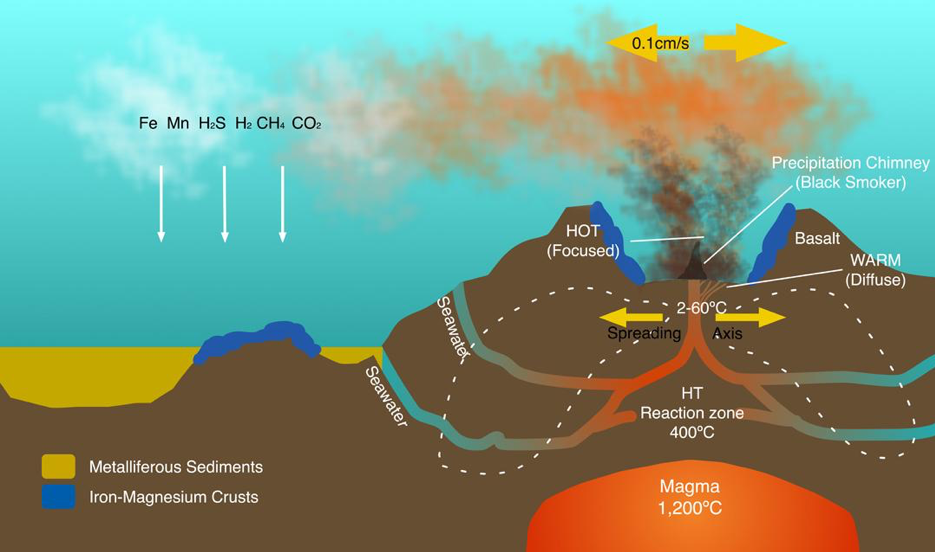 0.1cm/s
Fe Mn H₂S H₂ CH₄ CO₂
Precipitation Chimney
(Black Smoker)
HOT
(Focused)
Basalt
WARM
(Diffuse)
2-60ºC
Spreading Axis
Seawater
Seawater
HT
Reaction zone
400ºC
Metalliferous Sediments
Iron-Magnesium Crusts
Magma
1,200ºC